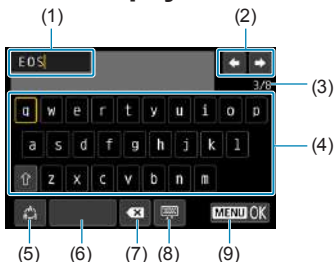 (1) (2)
EOS
3/8 (3)
q w e r t y u i o p
a s d f g h j k l (4)
z x c v b n m
MENU OK
(5) (6) (7) (8) (9)